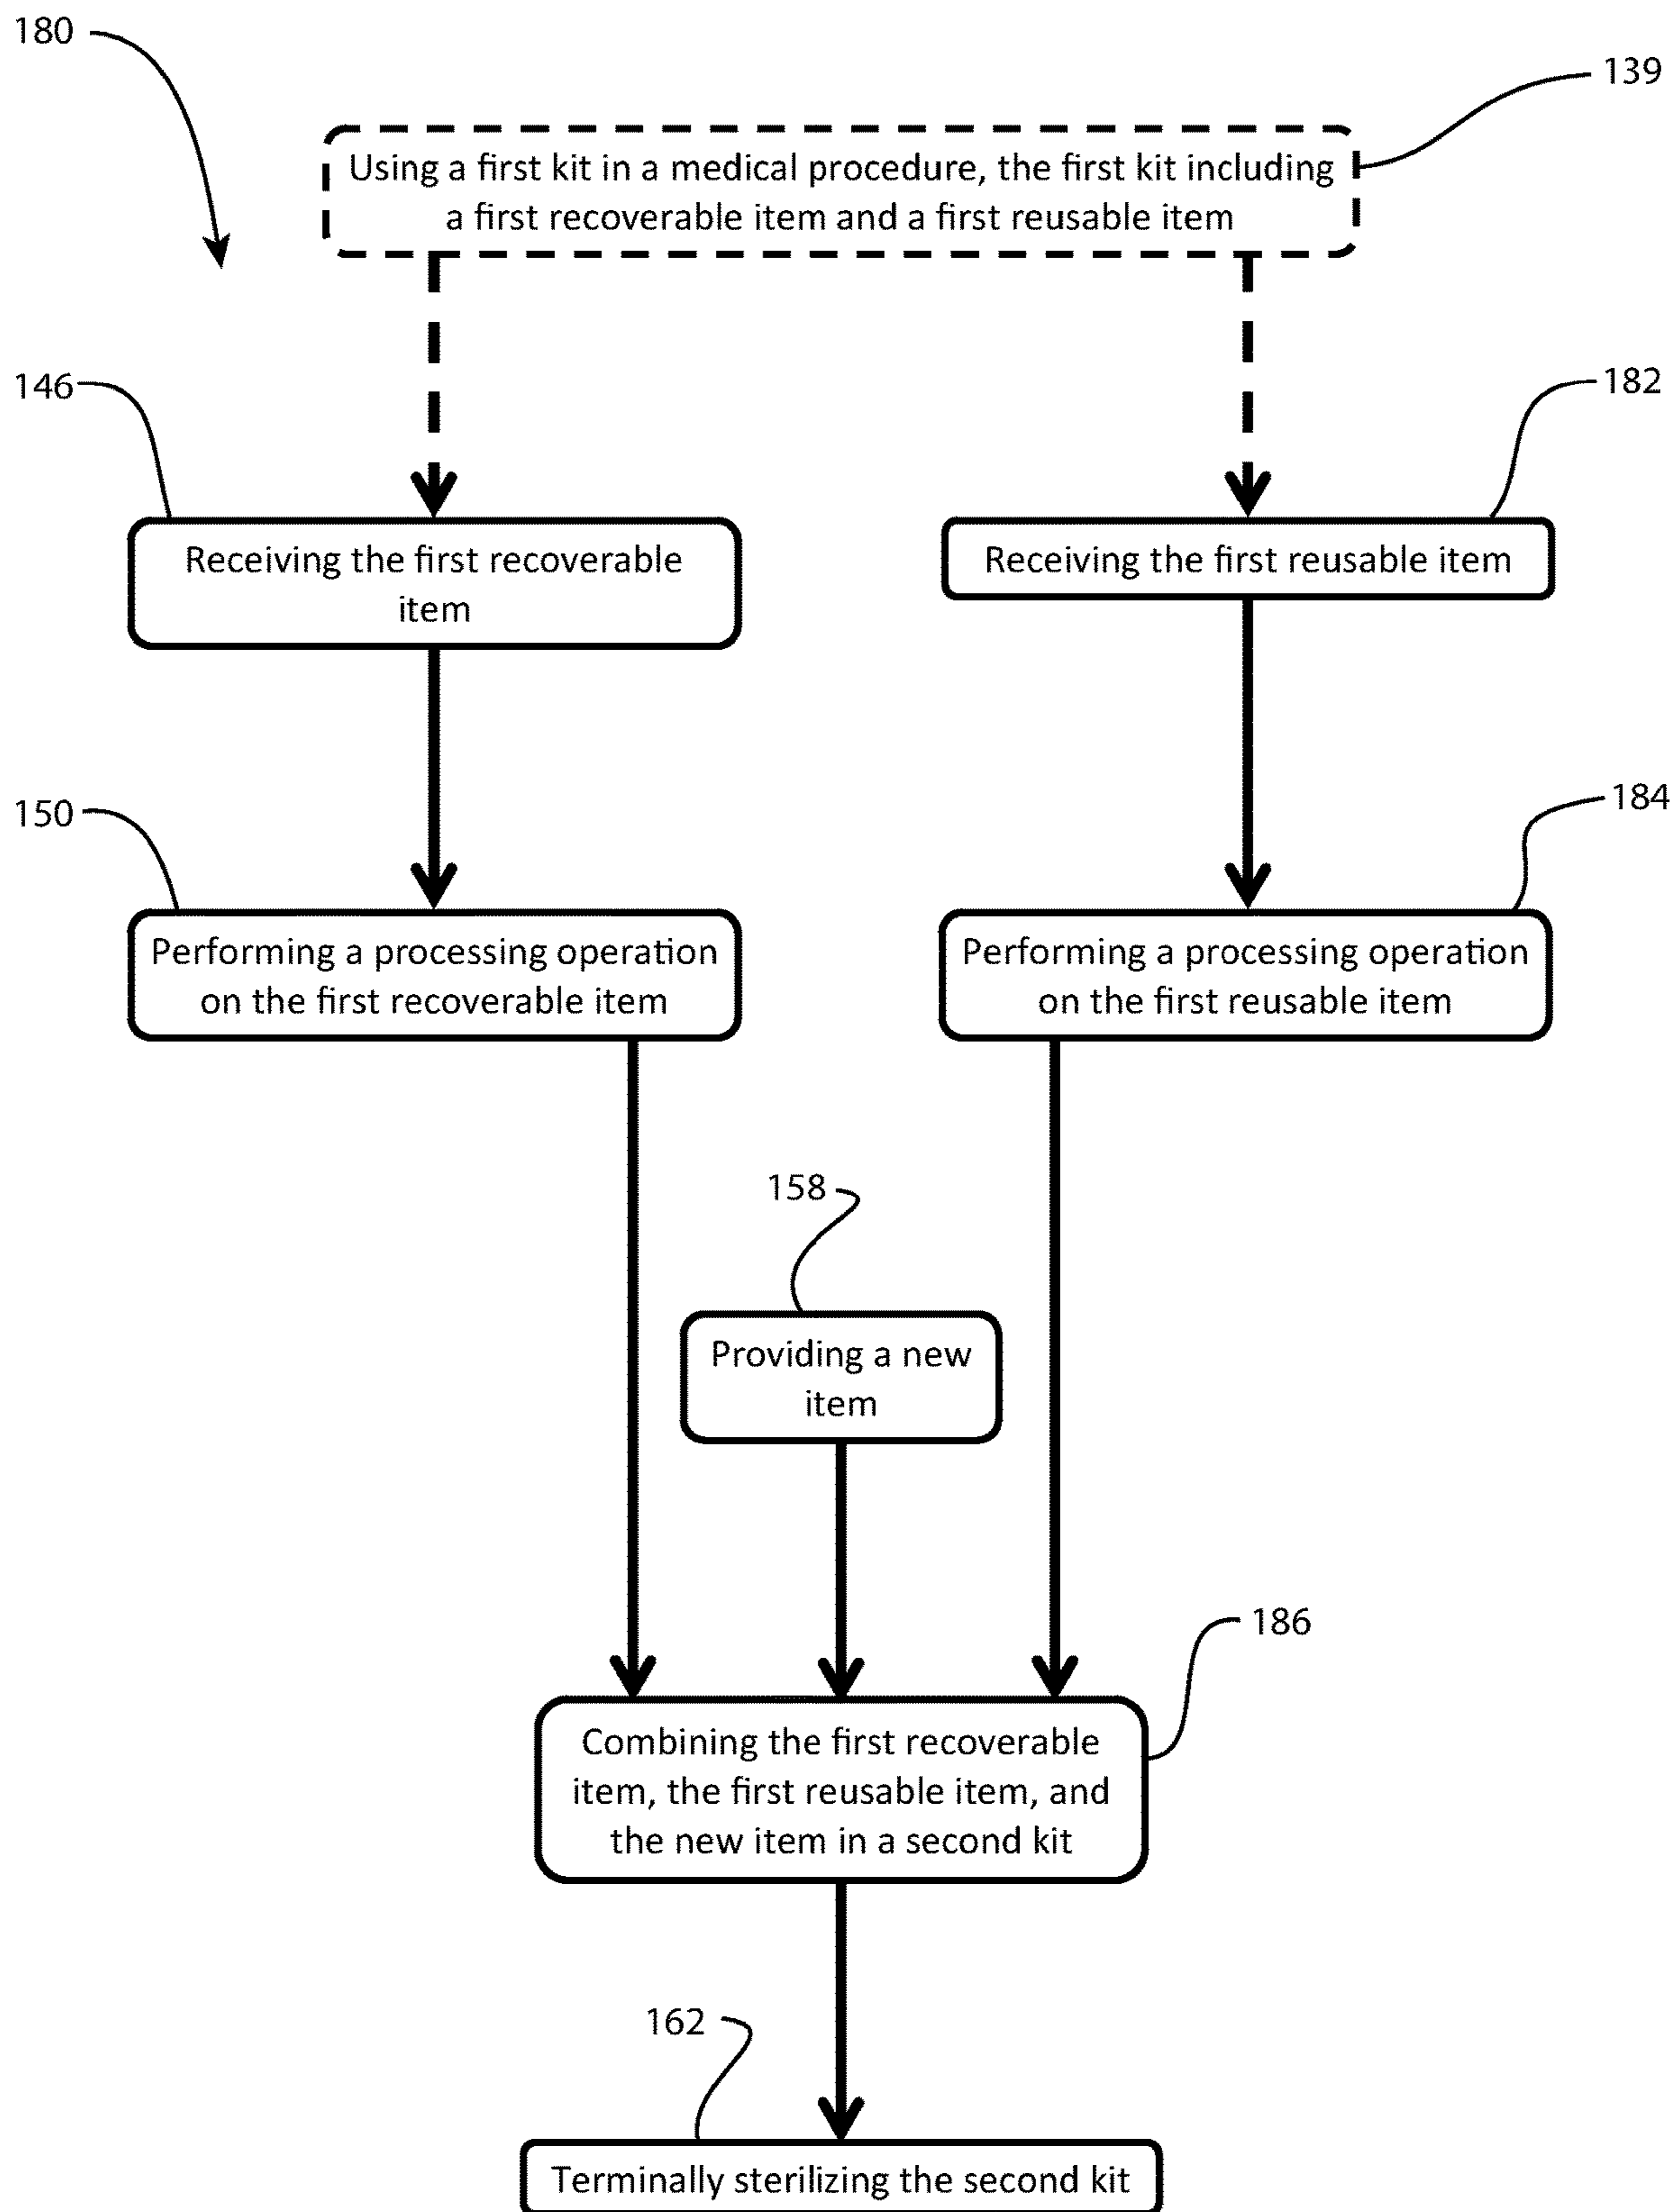 180
139
Using a first kit in a medical procedure, the first kit including
a first recoverable item and a first reusable item
146
182
Receiving the first recoverable
item
Receiving the first reusable item
150
184
Performing a processing operation
on the first recoverable item
Performing a processing operation
on the first reusable item
158
Providing a new
item
186
Combining the first recoverable
item, the first reusable item, and
the new item in a second kit
162
Terminally sterilizing the second kit